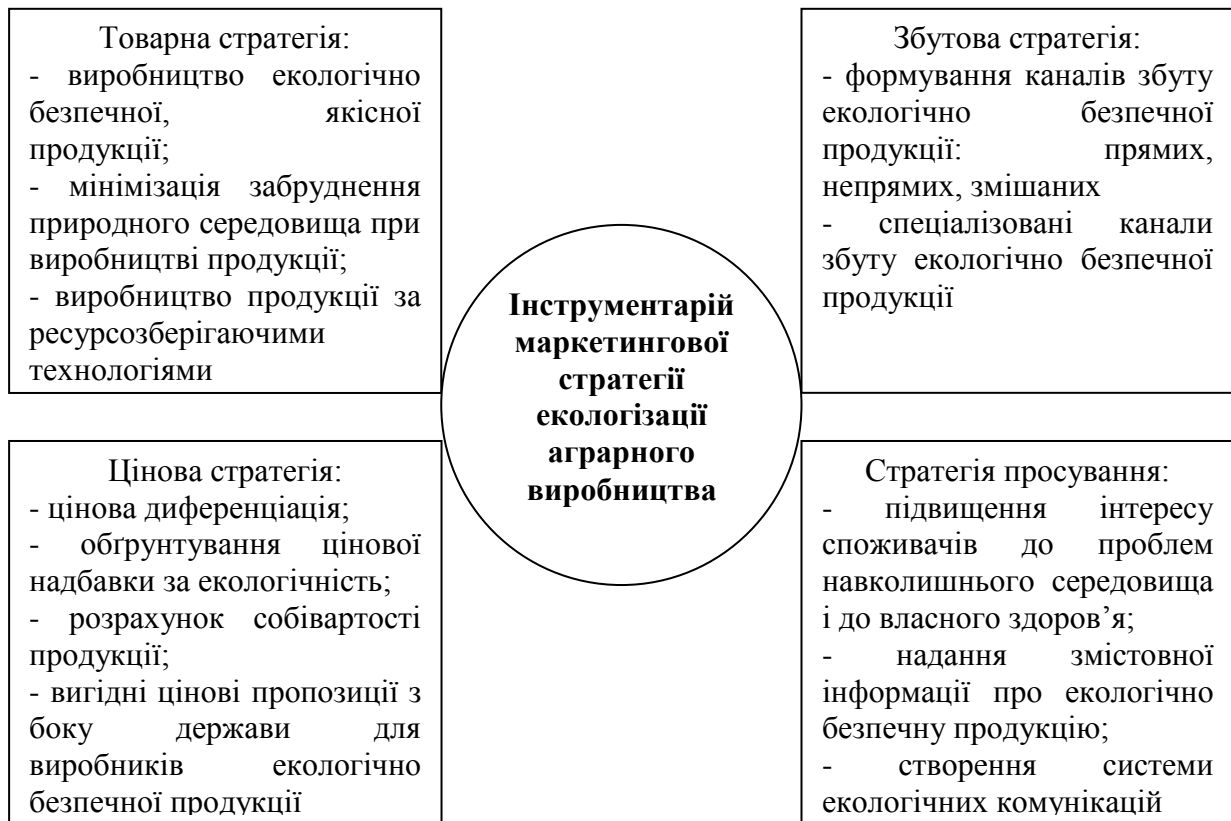 Товарна стратегія:
- виробництво екологічно
безпечної, якісної
продукції;
- мінімізація забруднення
природного середовища при
виробництві продукції;
- виробництво продукції за
ресурсозберігаючими
технологіями
Збутова стратегія:
- формування каналів збуту
екологічно безпечної
продукції: прямих,
непрямих, змішаних
- спеціалізовані канали
збуту екологічно безпечної
продукції
Інструментарій
маркетингової
стратегії
екологізації
аграрного
виробництва
Цінова стратегія:
- цінова диференціація;
- обґрунтування цінової
надбавки за екологічність;
- розрахунок собівартості
продукції;
- вигідні цінові пропозиції з
боку держави для
виробників екологічно
безпечної продукції
Стратегія просування:
- підвищення інтересу
споживачів до проблем
навколишнього середовища
і до власного здоров’я;
- надання змістовної
інформації про екологічно
безпечну продукцію;
- створення системи
екологічних комунікацій